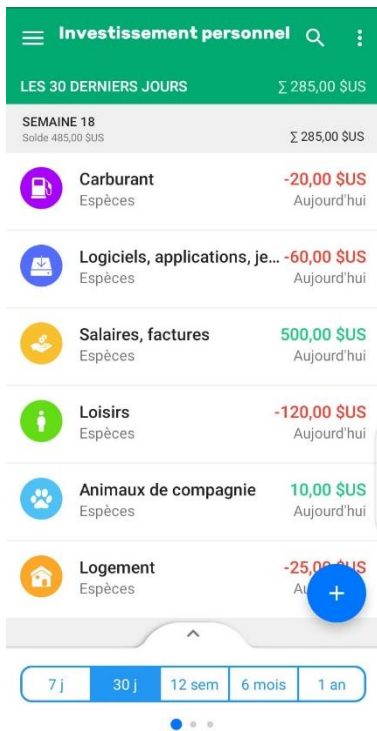 Investissement personnel
LES 30 DERNIERS JOURS ∑ 285,00 $US
SEMAINE 18
Solde 485,00 $US ∑ 285,00 $US
Carburant -20,00 $US
Espèces Aujourd'hui
Logiciels, applications, je... -60,00 $US
Espèces Aujourd'hui
Salaires, factures 500,00 $US
Espèces Aujourd'hui
Loisirs -120,00 $US
Espèces Aujourd'hui
Animaux de compagnie 10,00 $US
Espèces Aujourd'hui
Logement -25,00 $US
Espèces
7 j 30 j 12 sem 6 mois 1 an